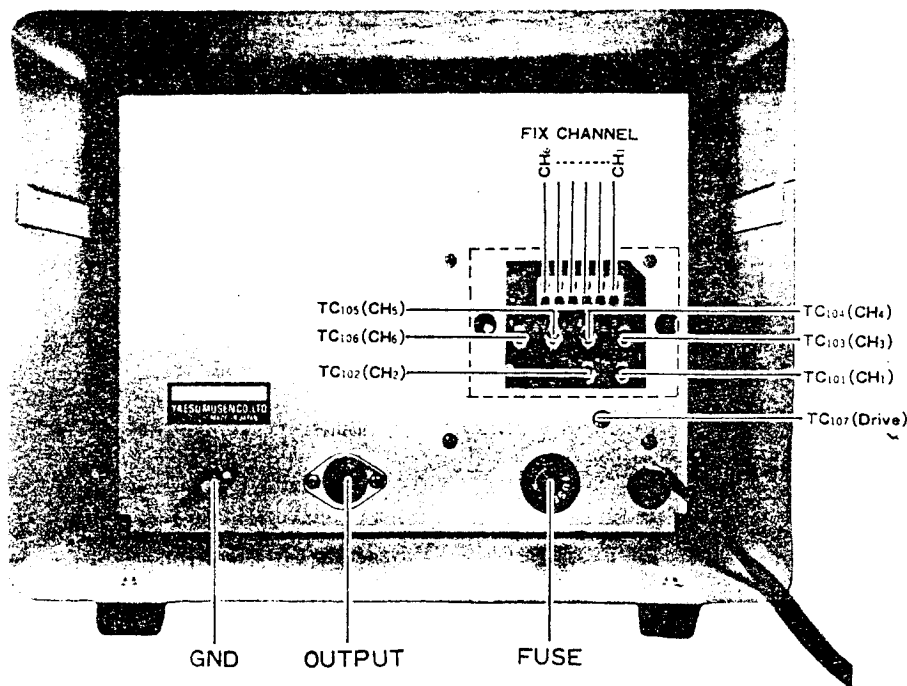 FIX CHANNEL
CH6 ---------- CH1
TC105(CH5)
TC104(CH4)
TC106(CH6)
TC103(CH3)
TC102(CH2)
TC101(CH1)
TC107(Drive)
YAESU MUSEN CO. LTD
JAPAN
GND
OUTPUT
FUSE